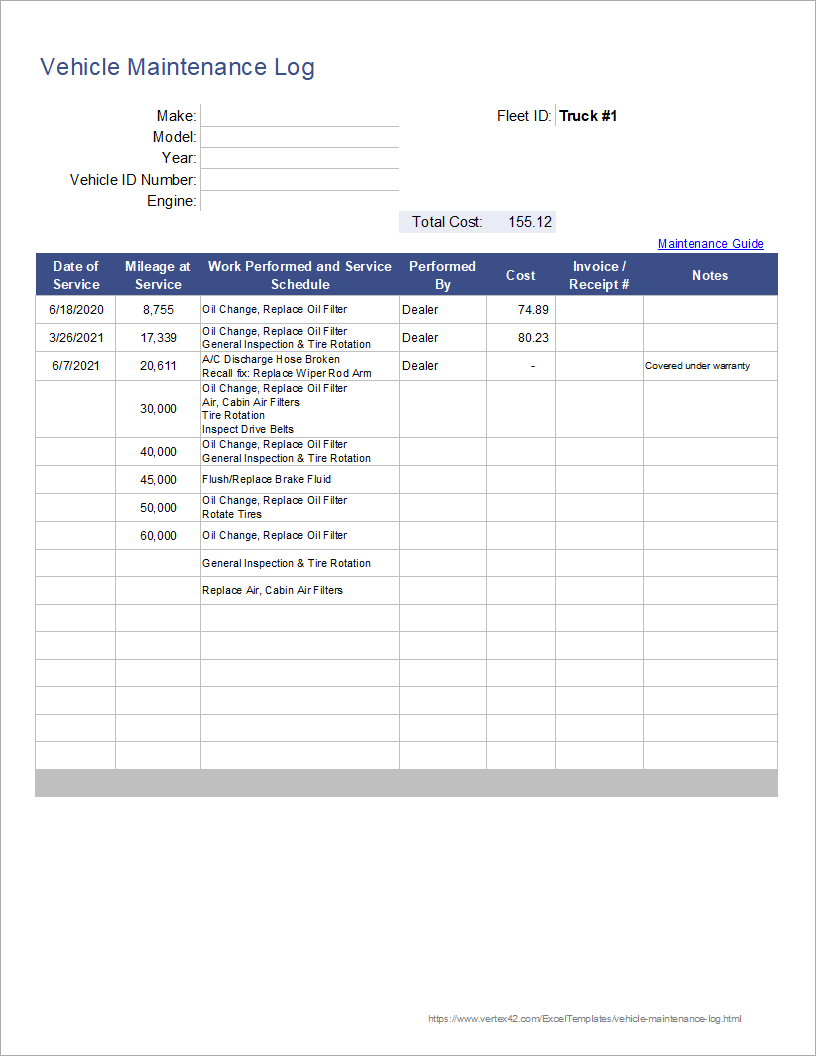 Vehicle Maintenance Log
Make:
Fleet ID: Truck #1
Model:
Year:
Vehicle ID Number:
Engine:
Total Cost: 155.12
Maintenance Guide
Date of Service Mileage at Service Work Performed and Service Schedule Performed By Cost Invoice / Receipt # Notes
6/18/2020 8,755 Oil Change, Replace Oil Filter Dealer 74.89
3/26/2021 17,339 Oil Change, Replace Oil Filter
General Inspection & Tire Rotation Dealer 80.23
6/7/2021 20,611 A/C Discharge Hose Broken
Recall fix: Replace Wiper Rod Arm Dealer - Covered under warranty
30,000 Oil Change, Replace Oil Filter
Air, Cabin Air Filters
Tire Rotation
Inspect Drive Belts
40,000 Oil Change, Replace Oil Filter
General Inspection & Tire Rotation
45,000 Flush/Replace Brake Fluid
50,000 Oil Change, Replace Oil Filter
Rotate Tires
60,000 Oil Change, Replace Oil Filter
General Inspection & Tire Rotation
Replace Air, Cabin Air Filters
https://www.vertex42.com/ExcelTemplates/vehicle-maintenance-log.html